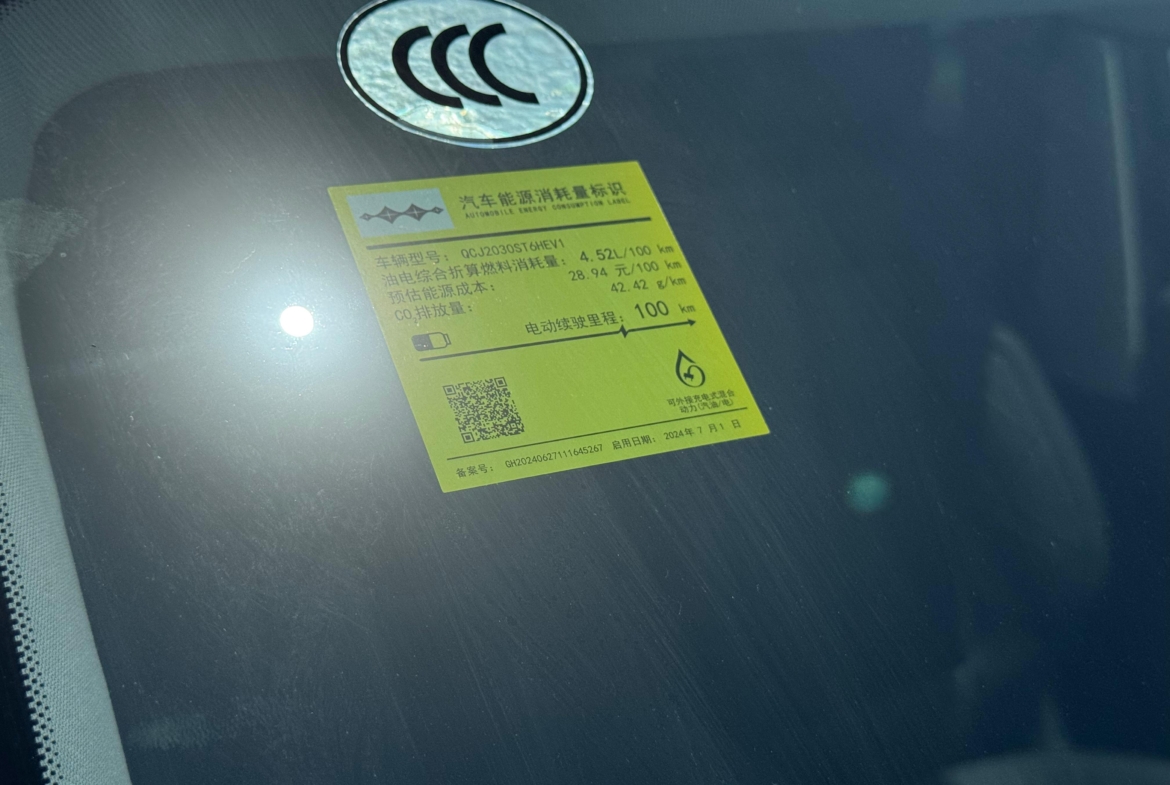 CCC
汽车能源消耗量标识
AUTOMOBILE ENERGY CONSUMPTION LABEL
车辆型号： QCJ2030ST6HEV1
油电综合折算燃料消耗量： 4.52L/100 km
预估能源成本： 28.94 元/100 km
CO₂排放量： 42.42 g/km
电动续驶里程：100 km
可外接充电式混合
动力(汽油/电)
备案号： GH20240627111645267 启用日期： 2024年 7 月 1 日